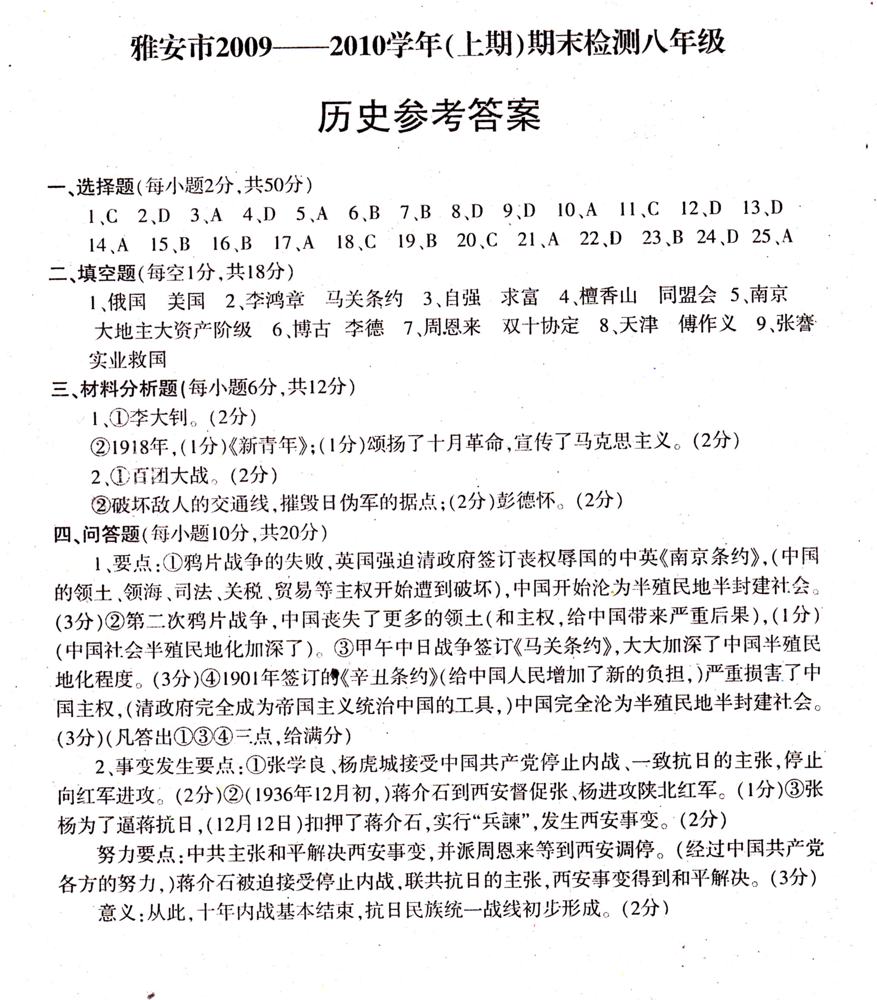 雅安市2009——2010学年(上期)期末检测八年级
历史参考答案
一、选择题(每小题2分,共50分)
1、C 2、D 3、A 4、D 5、A 6、B 7、B 8、D 9、D 10、A 11、C 12、D 13、D
14、A 15、B 16、B 17、A 18、C 19、B 20、C 21、A 22、D 23、B 24、D 25、A
二、填空题(每空1分,共18分)
1、俄国 美国 2、李鸿章 马关条约 3、自强 求富 4、檀香山 同盟会 5、南京
大地主大资产阶级 6、博古 李德 7、周恩来 双十协定 8、天津 傅作义 9、张謇
实业救国
三、材料分析题(每小题6分,共12分)
1、①李大钊。(2分)
②1918年,(1分)《新青年》;(1分)颂扬了十月革命,宣传了马克思主义。(2分)
2、①百团大战。(2分)
②破坏敌人的交通线,摧毁日伪军的据点;(2分)彭德怀。(2分)
四、问答题(每小题10分,共20分)
1、要点:①鸦片战争的失败,英国强迫清政府签订丧权辱国的中英《南京条约》,(中国
的领土、领海、司法、关税、贸易等主权开始遭到破坏),中国开始沦为半殖民地半封建社会。
(3分)②第二次鸦片战争,中国丧失了更多的领土(和主权,给中国带来严重后果),(1分)
(中国社会半殖民地化加深了)。③甲午中日战争签订《马关条约》,大大加深了中国半殖民
地化程度。(3分)④1901年签订的《辛丑条约》(给中国人民增加了新的负担,)严重损害了中
国主权,(清政府完全成为帝国主义统治中国的工具,)中国完全沦为半殖民地半封建社会。
(3分)(凡答出①③④三点,给满分)
2、事变发生要点:①张学良、杨虎城接受中国共产党停止内战、一致抗日的主张,停止
向红军进攻。(2分)②(1936年12月初,)蒋介石到西安督促张、杨进攻陕北红军。(1分)③张
杨为了逼蒋抗日,(12月12日)扣押了蒋介石,实行“兵諫”,发生西安事变。(2分)
努力要点:中共主张和平解决西安事变,并派周恩来等到西安调停。(经过中国共产党
各方的努力,)蒋介石被迫接受停止内战,联共抗日的主张,西安事变得到和平解决。(3分)
意义:从此,十年内战基本结束,抗日民族统一战线初步形成。(2分)